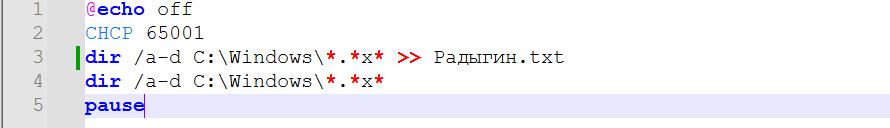 1 @echo off
2 CHCP 65001
3 dir /a-d C:\Windows\*.*x* >> Радыгин.txt
4 dir /a-d C:\Windows\*.*x*
5 pause